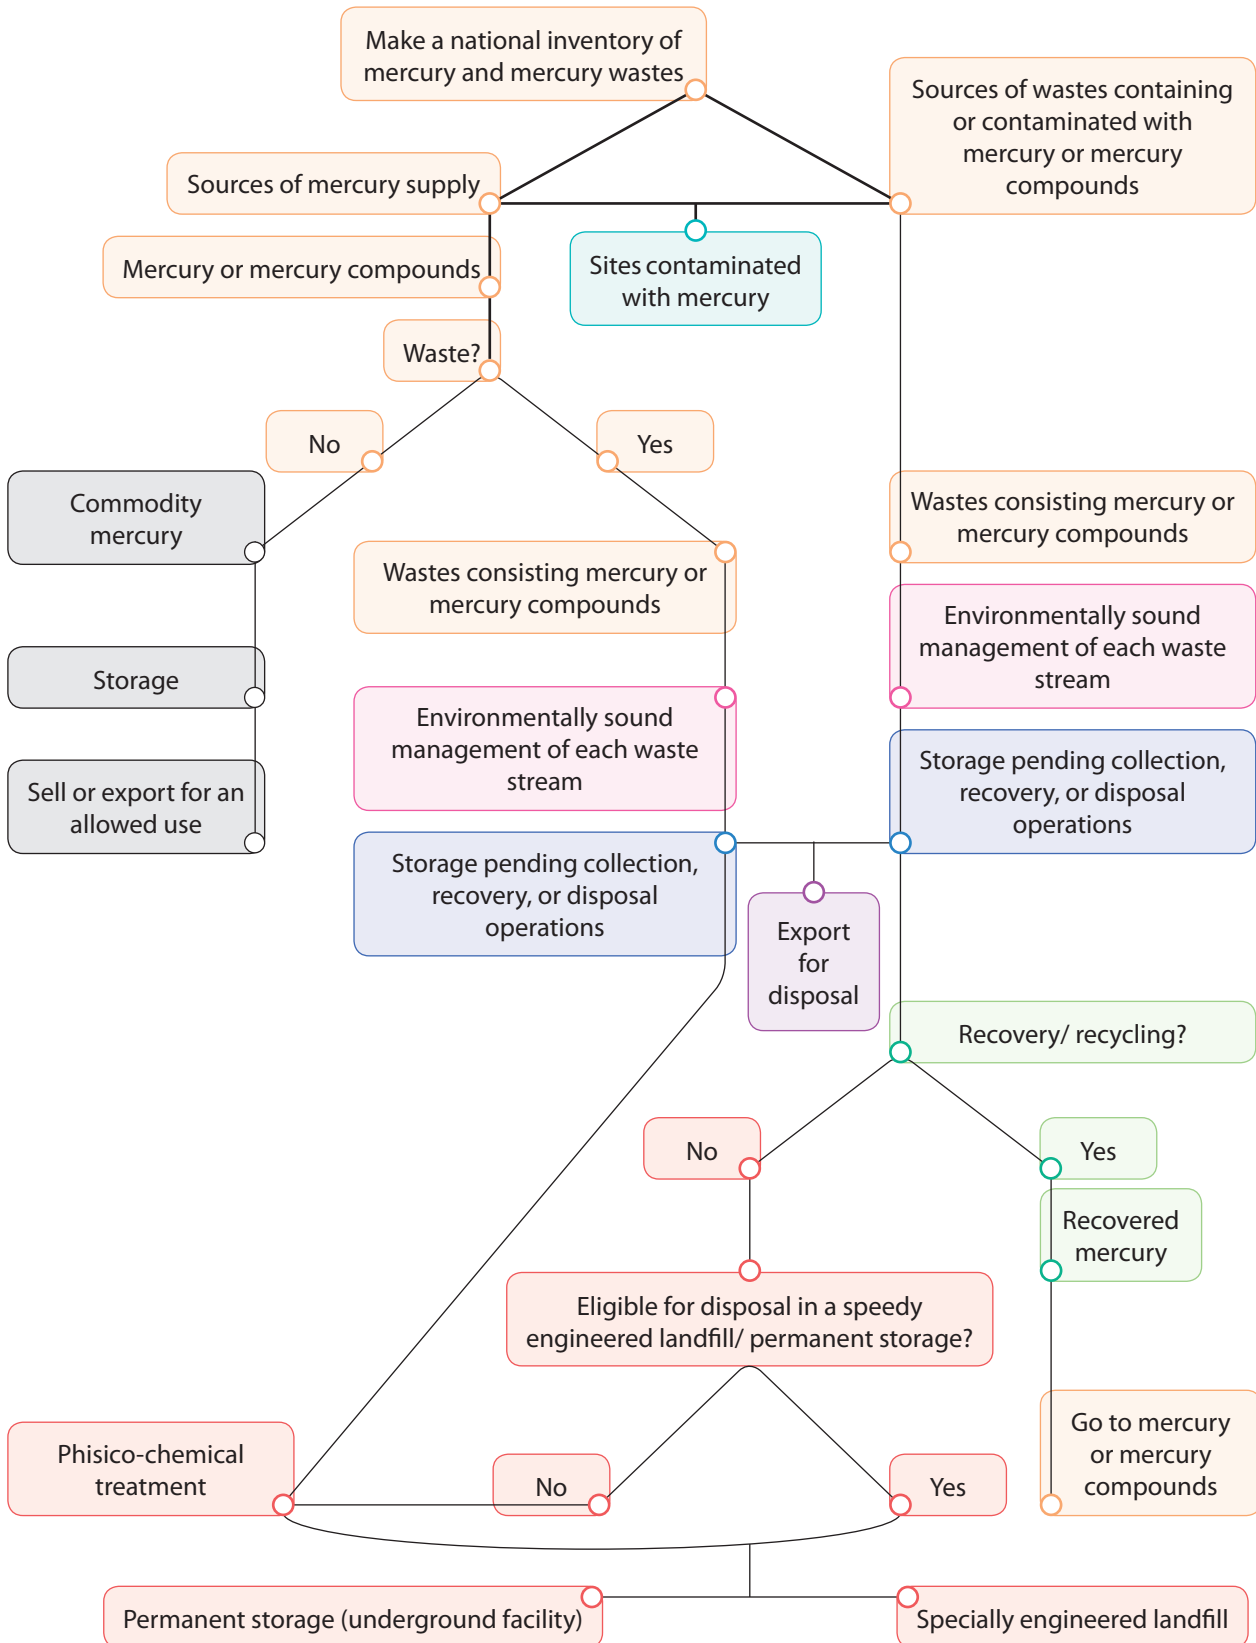 Make a national inventory of
mercury and mercury wastes
Sources of wastes containing
or contaminated with
mercury or mercury
compounds
Sources of mercury supply
Mercury or mercury compounds
Sites contaminated
with mercury
Waste?
No
Yes
Commodity
mercury
Wastes consisting mercury or
mercury compounds
Wastes consisting mercury or
mercury compounds
Environmentally sound
management of each waste
stream
Storage
Environmentally sound
management of each waste
stream
Storage pending collection,
recovery, or disposal
operations
Sell or export for an
allowed use
Storage pending collection,
recovery, or disposal
operations
Export
for
disposal
Recovery/ recycling?
No
Yes
Recovered
mercury
Eligible for disposal in a speedy
engineered landfill/ permanent storage?
Go to mercury
or mercury
compounds
Phisico-chemical
treatment
No
Yes
Permanent storage (underground facility)
Specially engineered landfill